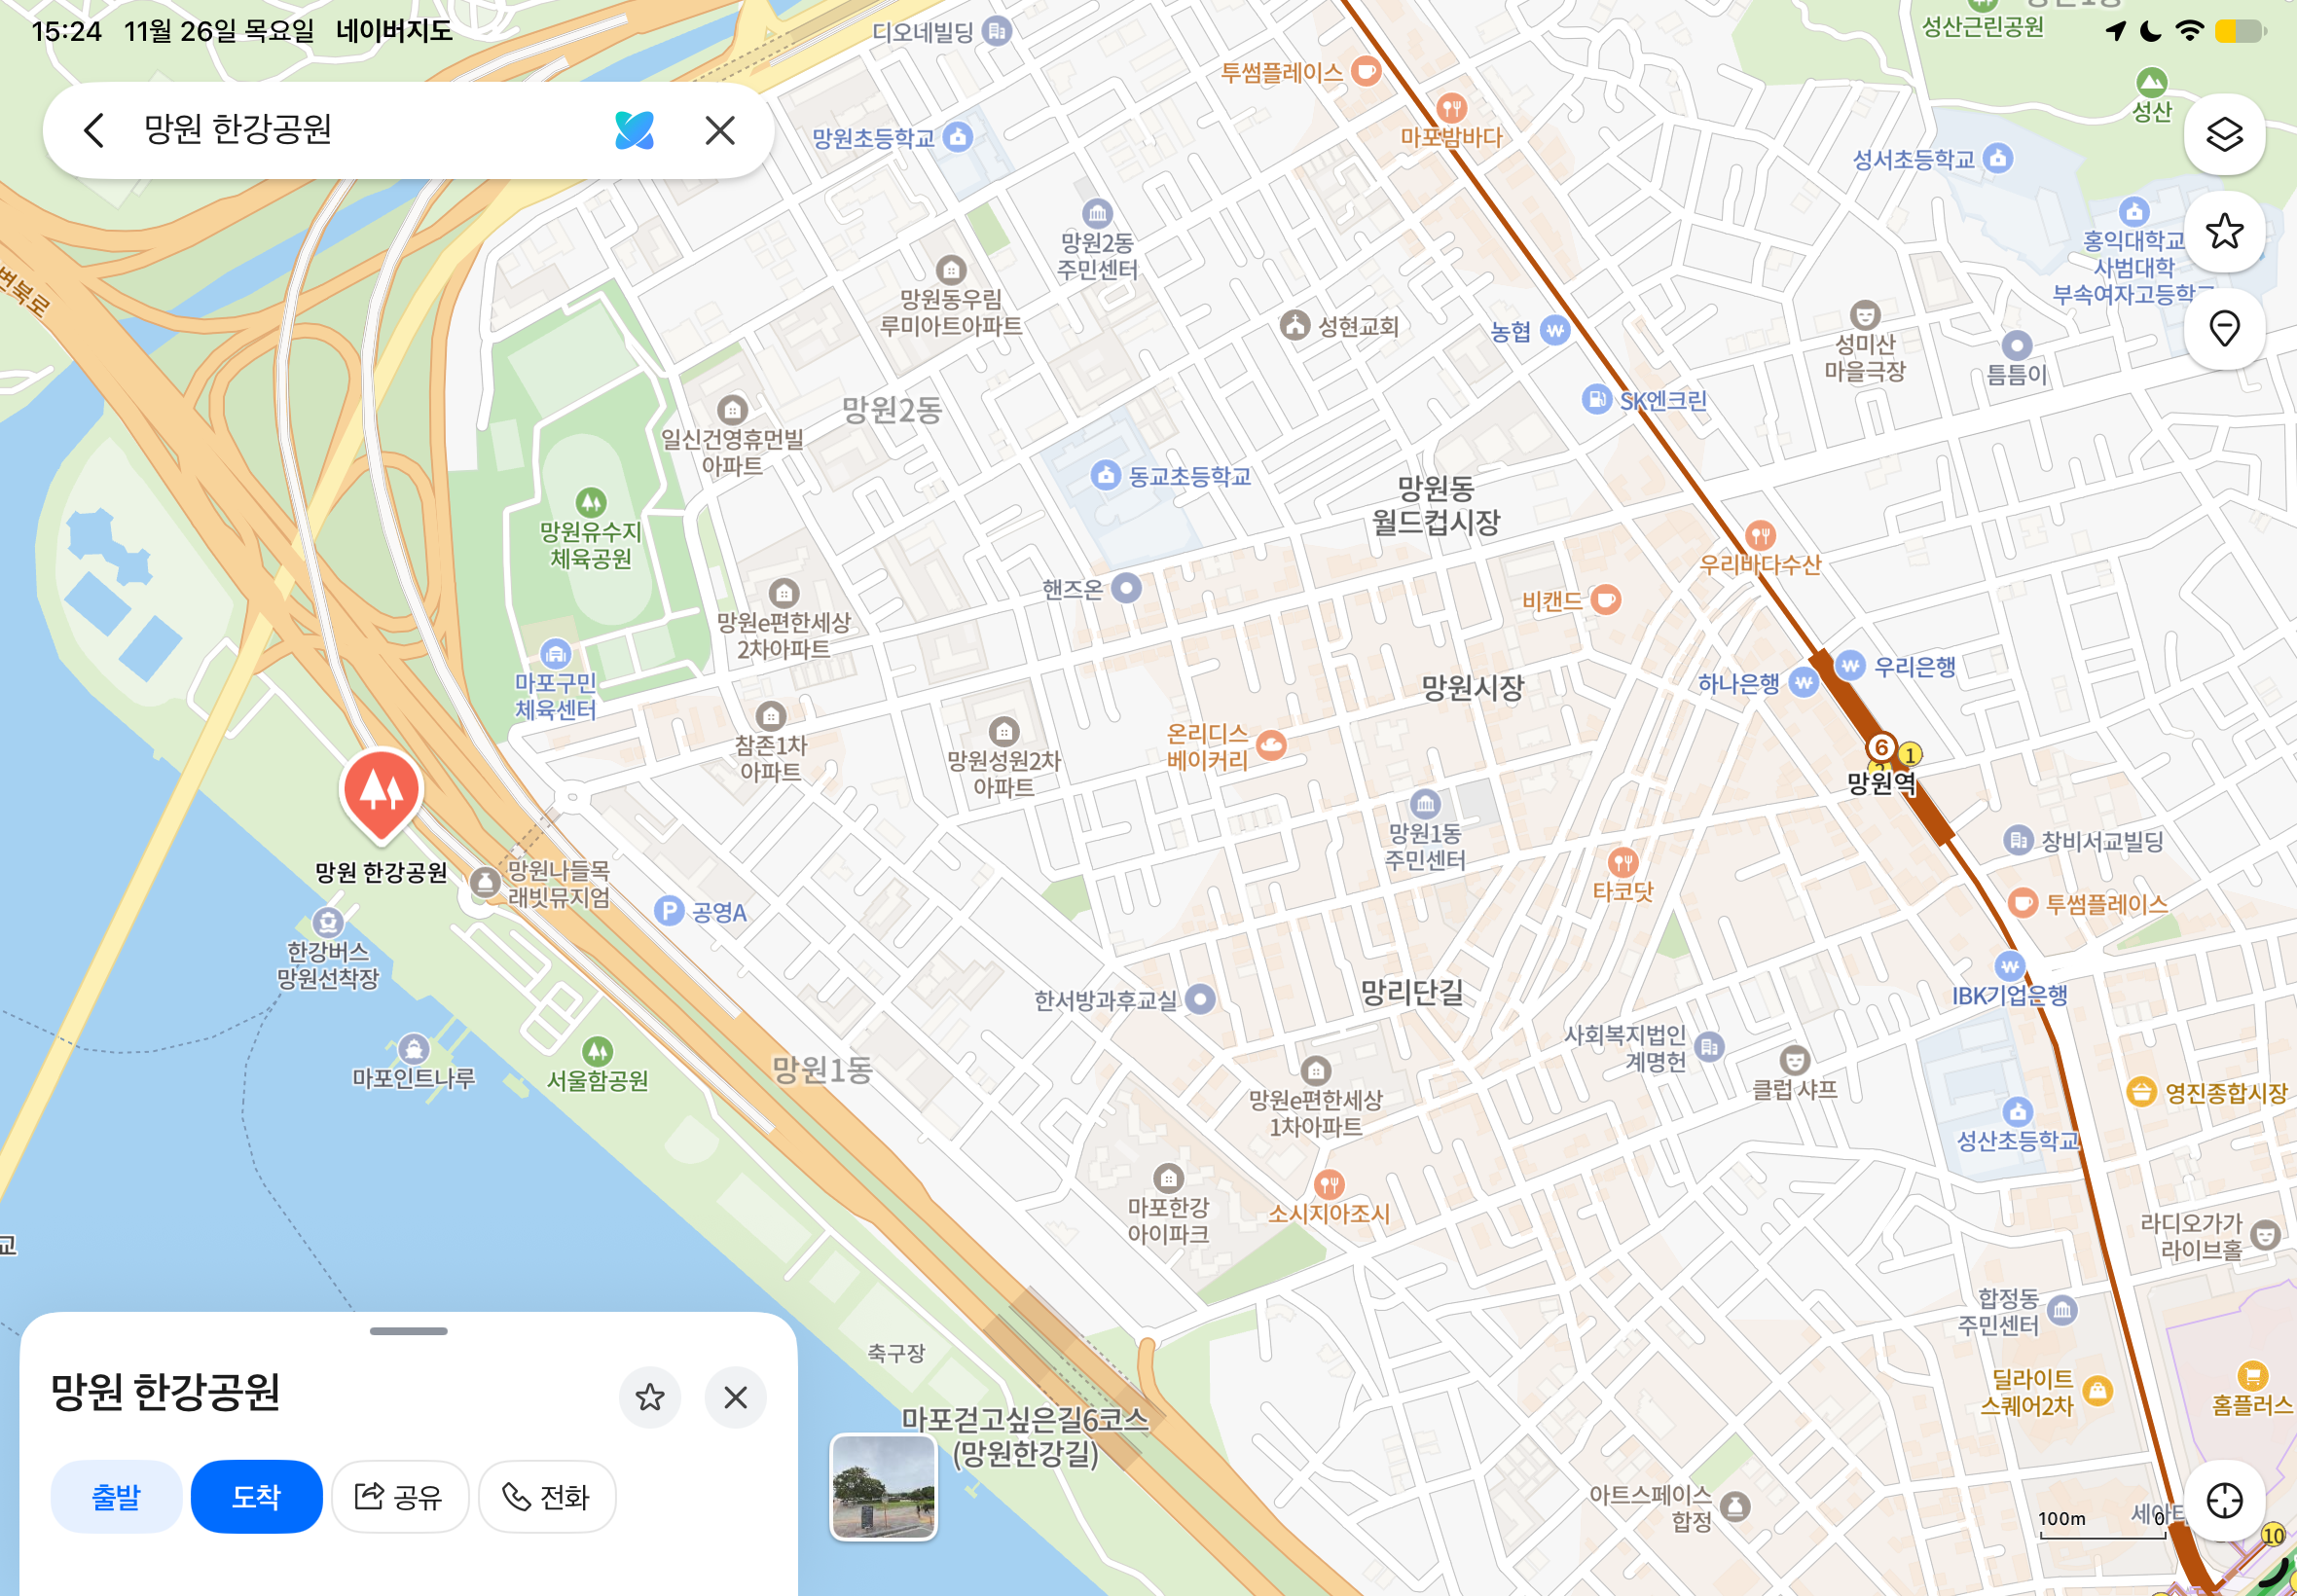 15:24 11월 26일 목요일 네이버지도
망원 한강공원
디오네빌딩
투썸플레이스
마포밤바다
성산근린공원
성산
망원초등학교
성서초등학교
망원2동
주민센터
홍익대학교
사범대학
부속여자고등학교
변북로
망원동우림
루미아트아파트
성현교회
농협
성미산
마을극장
틈틈이
SK엔크린
망원2동
일신건영휴먼빌
아파트
동교초등학교
망원동
월드컵시장
망원유수지
체육공원
우리바다수산
핸즈온
비캔드
망원e편한세상
2차아파트
마포구민
체육센터
망원시장
하나은행
우리은행
참존1차
아파트
망원성원2차
아파트
온리디스
베이커리
6
1
2
망원역
망원1동
주민센터
창비서교빌딩
타코닷
투썸플레이스
망원 한강공원
망원나들목
래빗뮤지엄
P
공영A
한강버스
망원선착장
IBK기업은행
한서방과후교실
망리단길
사회복지법인
계명헌
클럽 샤프
마포인트나루
서울함공원
망원1동
망원e편한세상
1차아파트
영진종합시장
성산초등학교
마포한강
아이파크
소시지아조시
라디오가가
라이브홀
교
합정동
주민센터
축구장
딜라이트
스퀘어2차
홈플러스
마포걷고싶은길6코스
(망원한강길)
아트스페이스
합정
100m
0
세아타
10
망원 한강공원
출발
도착
공유
전화